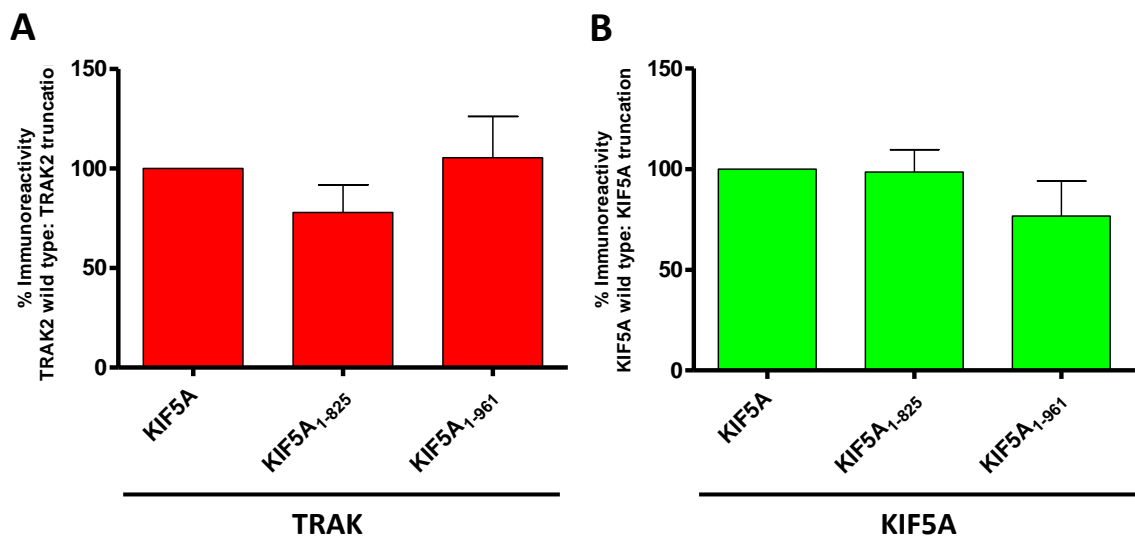 A
% Immunoreactivity
TRAK2 wild type: TRAK2 truncatio
150
100
50
0
KIF5A
KIF5A₁₋₈₂₅
KIF5A₁₋₉₆₁
TRAK
B
% Immunoreactivity
KIF5A wild type: KIF5A truncation
150
100
50
0
KIF5A
KIF5A₁₋₈₂₅
KIF5A₁₋₉₆₁
KIF5A